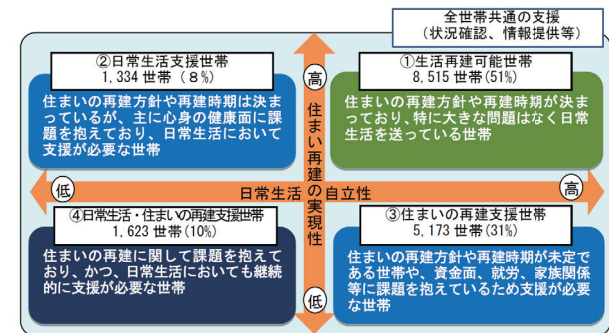 全世帯共通の支援
（状況確認、情報提供等）
②日常生活支援世帯
1,334 世帯（８%）
住まいの再建方針や再建時期は決ま
っているが、主に心身の健康面に課
題を抱えており、日常生活において
支援が必要な世帯
①生活再建可能世帯
8,515 世帯(51%)
住まいの再建方針や再建時期が決ま
っており、特に大きな問題はなく日常
生活を送っている世帯
高
住まい再建の実現性
低
低
日常生活の自立性
高
④日常生活・住まいの再建支援世帯
1,623 世帯(10%)
住まいの再建に関して課題を抱えて
おり、かつ、日常生活においても継続
的に支援が必要な世帯
③住まいの再建支援世帯
5,173 世帯(31%)
住まいの再建方針や再建時期が未定で
ある世帯や、資金面、就労、家族関係
等に課題を抱えているため支援が必要
な世帯